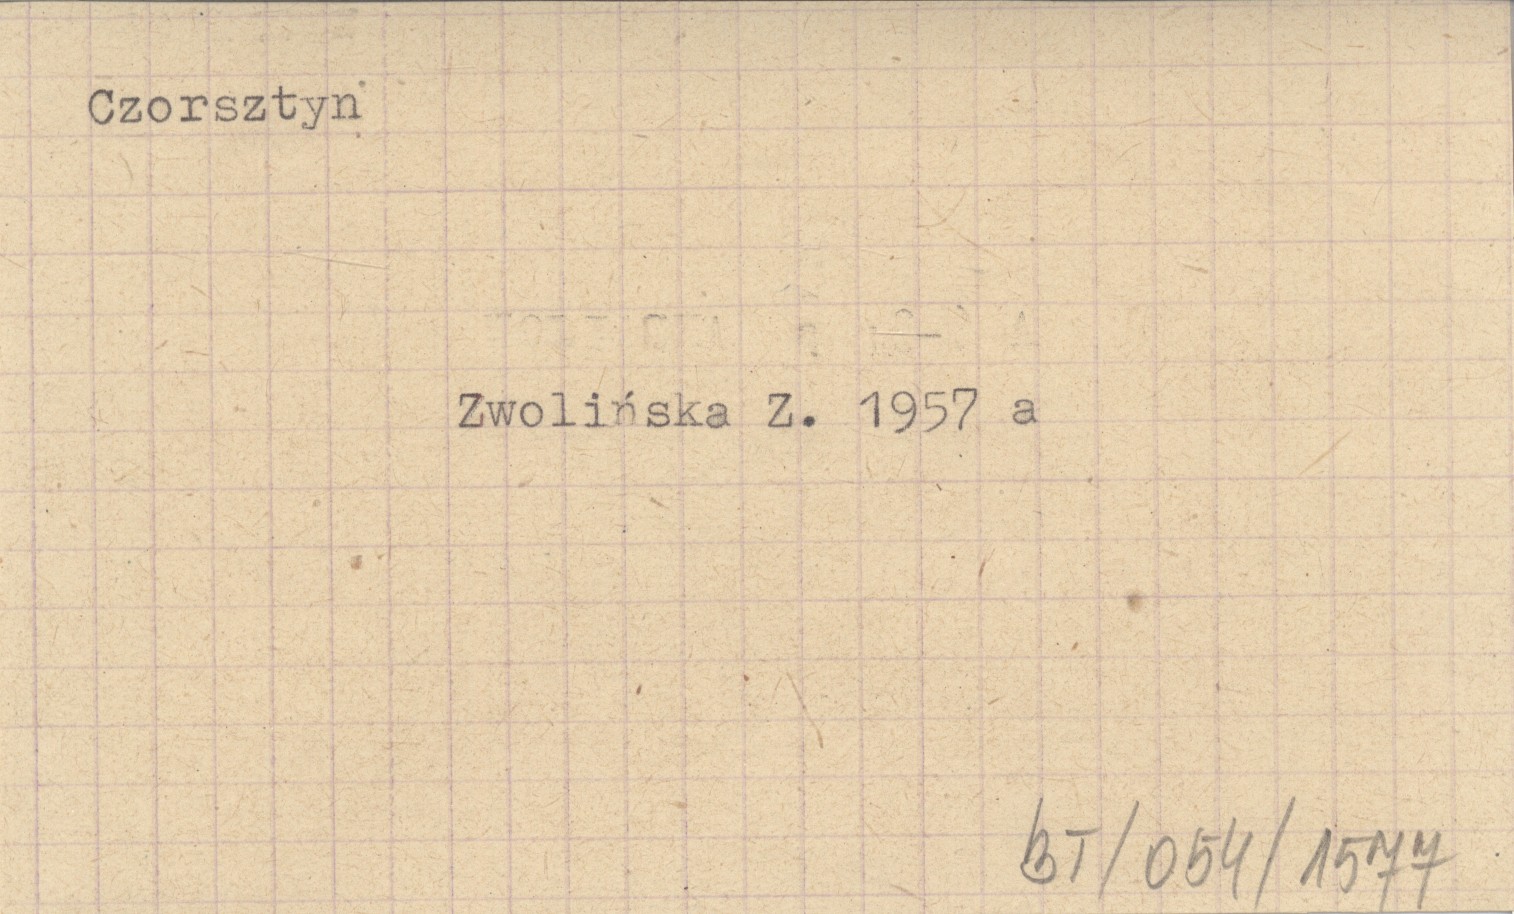 Czorsztyn
Zwolińska Z. 1957 a
BT/054/1577